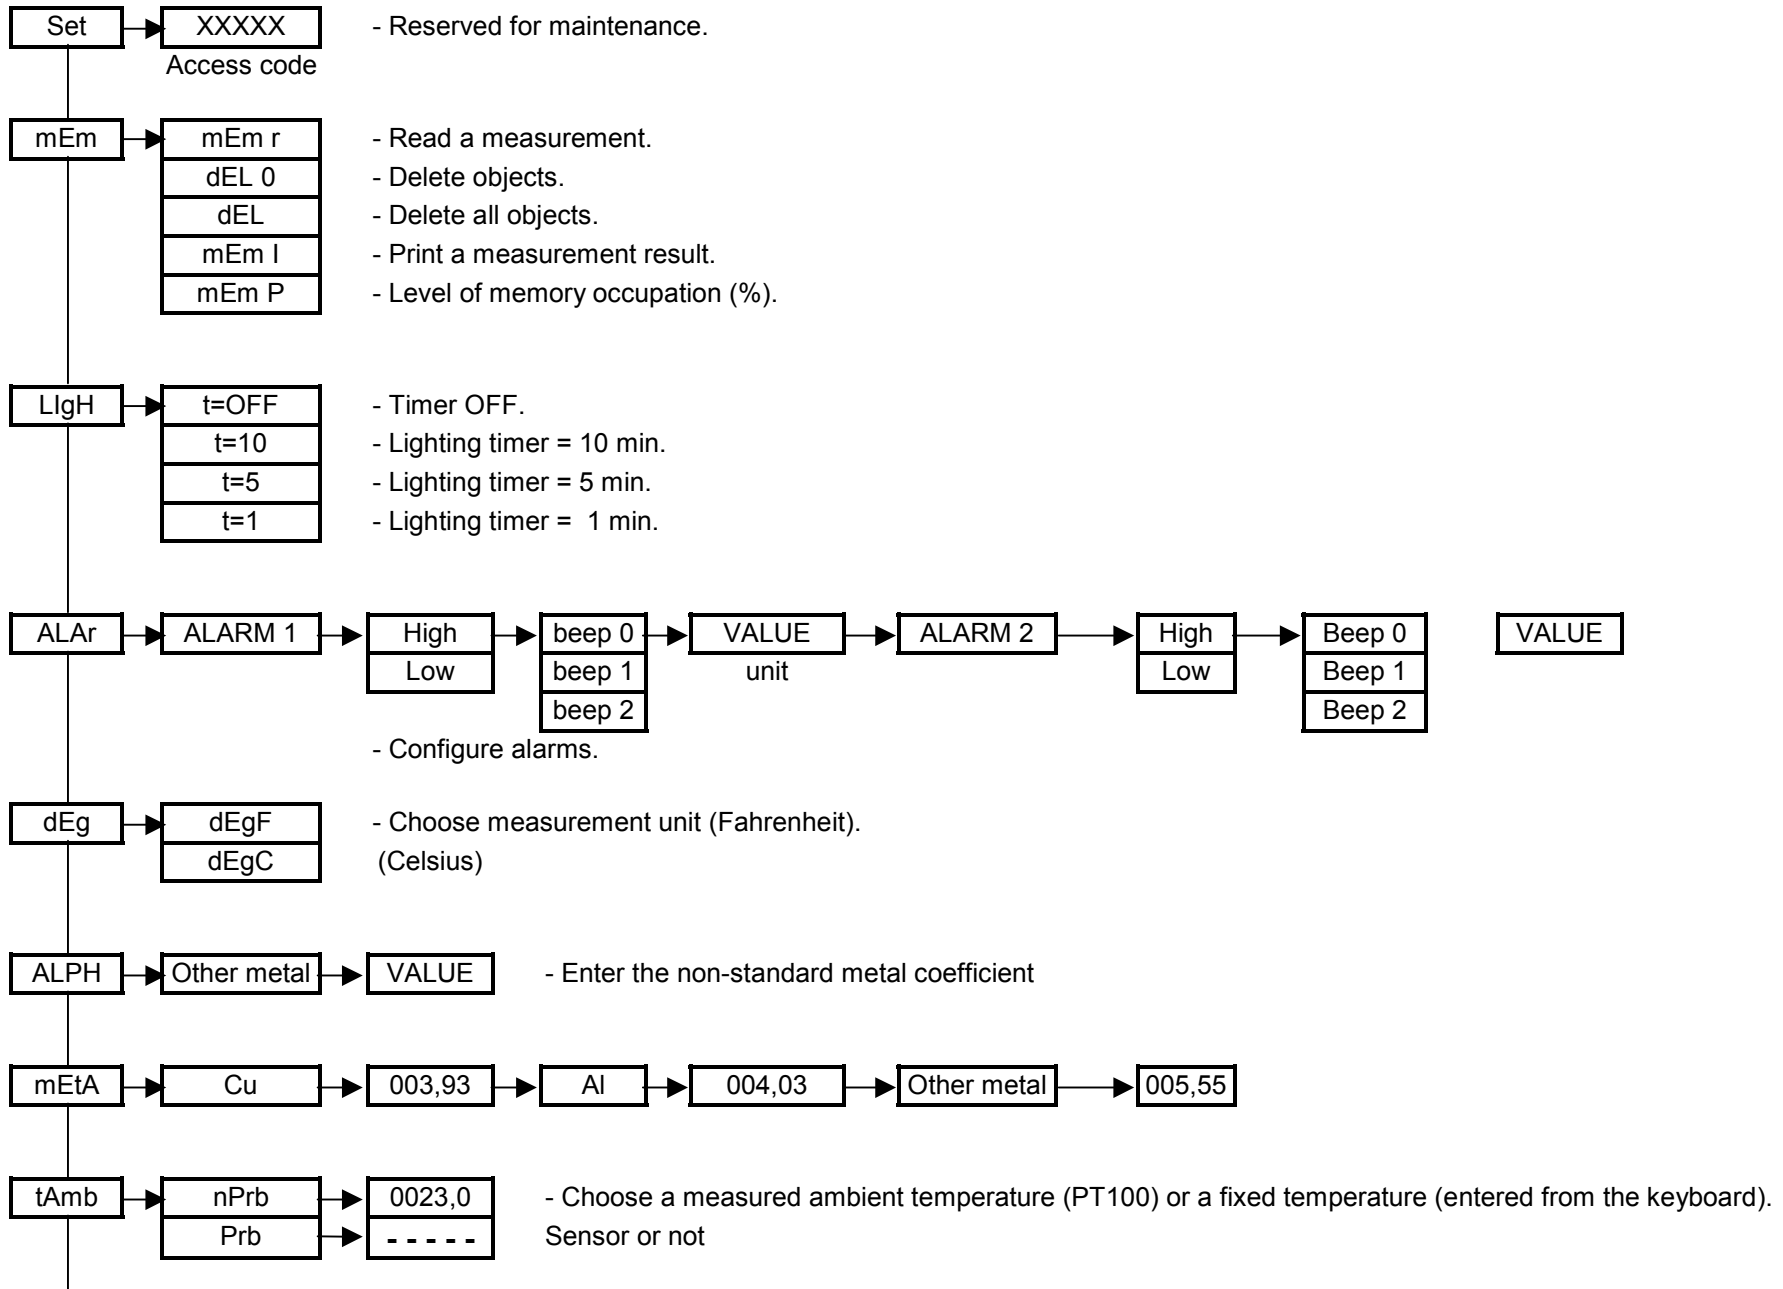 Set XXXXX - Reserved for maintenance.
Access code
mEm mEm r - Read a measurement.
dEL 0 - Delete objects.
dEL - Delete all objects.
mEm I - Print a measurement result.
mEm P - Level of memory occupation (%).
LIgH t=OFF - Timer OFF.
t=10 - Lighting timer = 10 min.
t=5 - Lighting timer = 5 min.
t=1 - Lighting timer = 1 min.
ALAr ALARM 1 High beep 0 VALUE ALARM 2 High Beep 0 VALUE
Low beep 1 unit Low Beep 1
beep 2 Beep 2
- Configure alarms.
dEg dEgF - Choose measurement unit (Fahrenheit).
dEgC (Celsius)
ALPH Other metal VALUE - Enter the non-standard metal coefficient
mEtA Cu 003,93 Al 004,03 Other metal 005,55
tAmb nPrb 0023,0 - Choose a measured ambient temperature (PT100) or a fixed temperature (entered from the keyboard).
Prb - - - - - Sensor or not